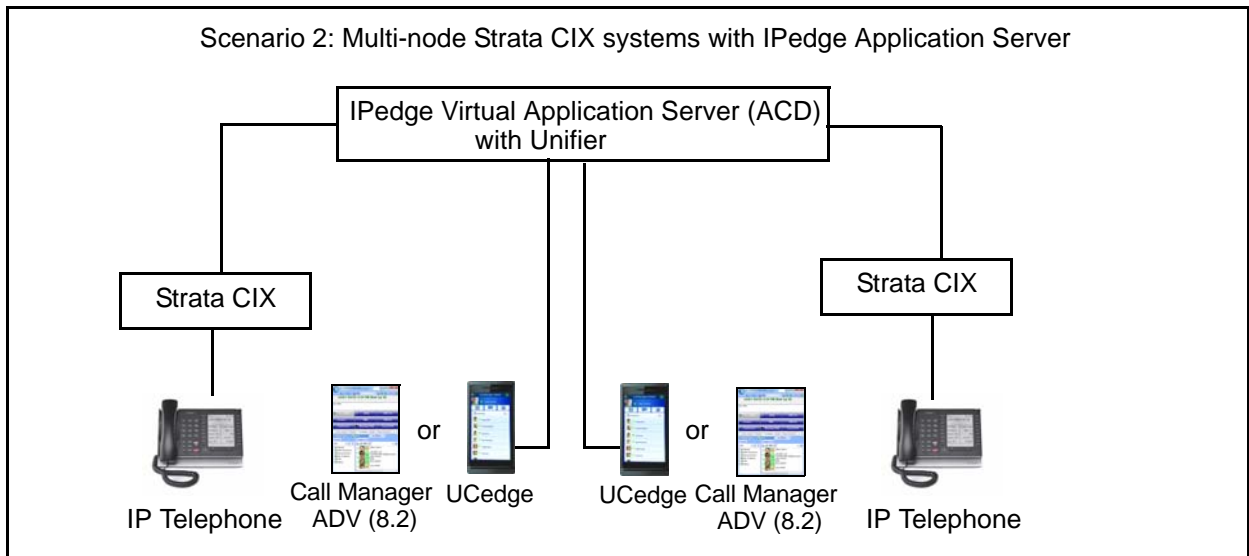 Scenario 2: Multi-node Strata CIX systems with IPedge Application Server
IPedge Virtual Application Server (ACD)
with Unifier
Strata CIX
Strata CIX
or
or
Call Manager
ADV (8.2)
UCedge
UCedge
Call Manager
ADV (8.2)
IP Telephone
IP Telephone